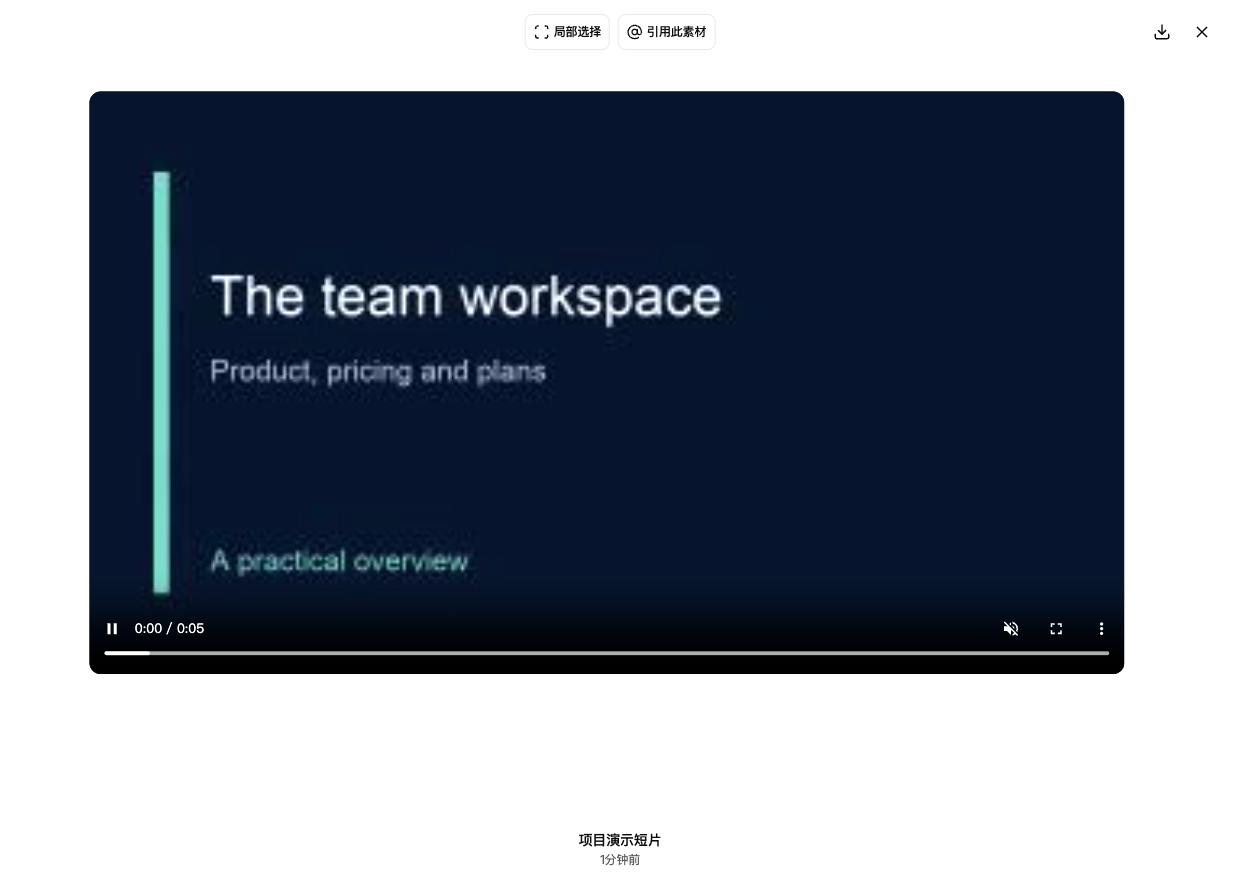 局部选择
引用此素材
The team workspace
Product, pricing and plans
A practical overview
0:00 / 0:05
项目演示短片
1分钟前